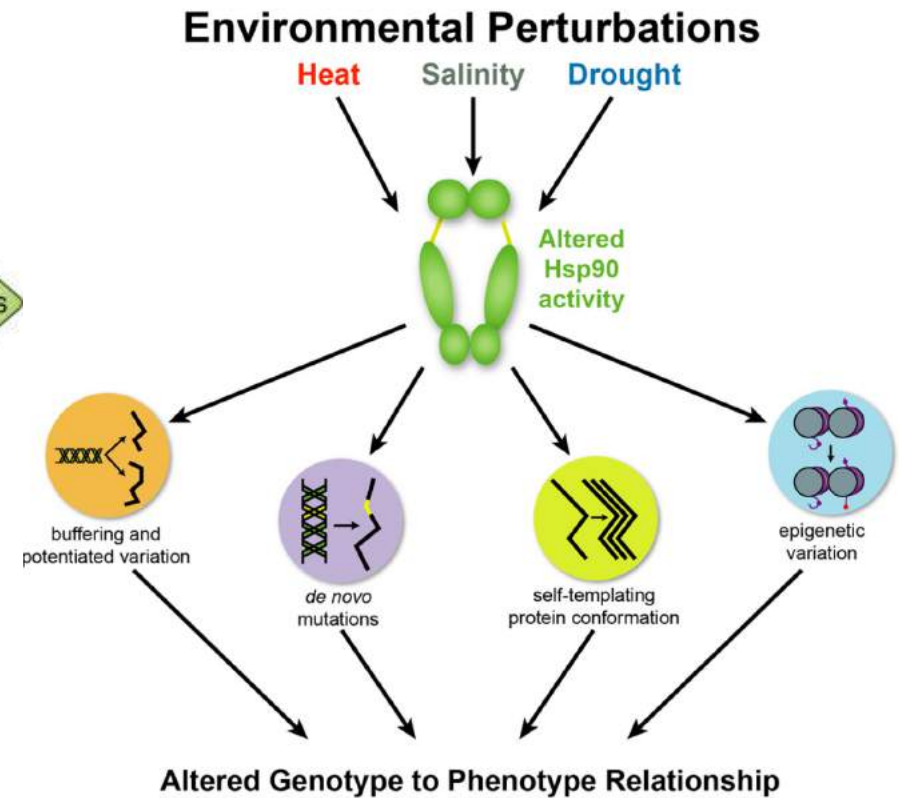 Environmental Perturbations
Heat Salinity Drought
Altered
Hsp90
activity
s
buffering and
potentiated variation
de novo
mutations
self-templating
protein conformation
epigenetic
variation
Altered Genotype to Phenotype Relationship